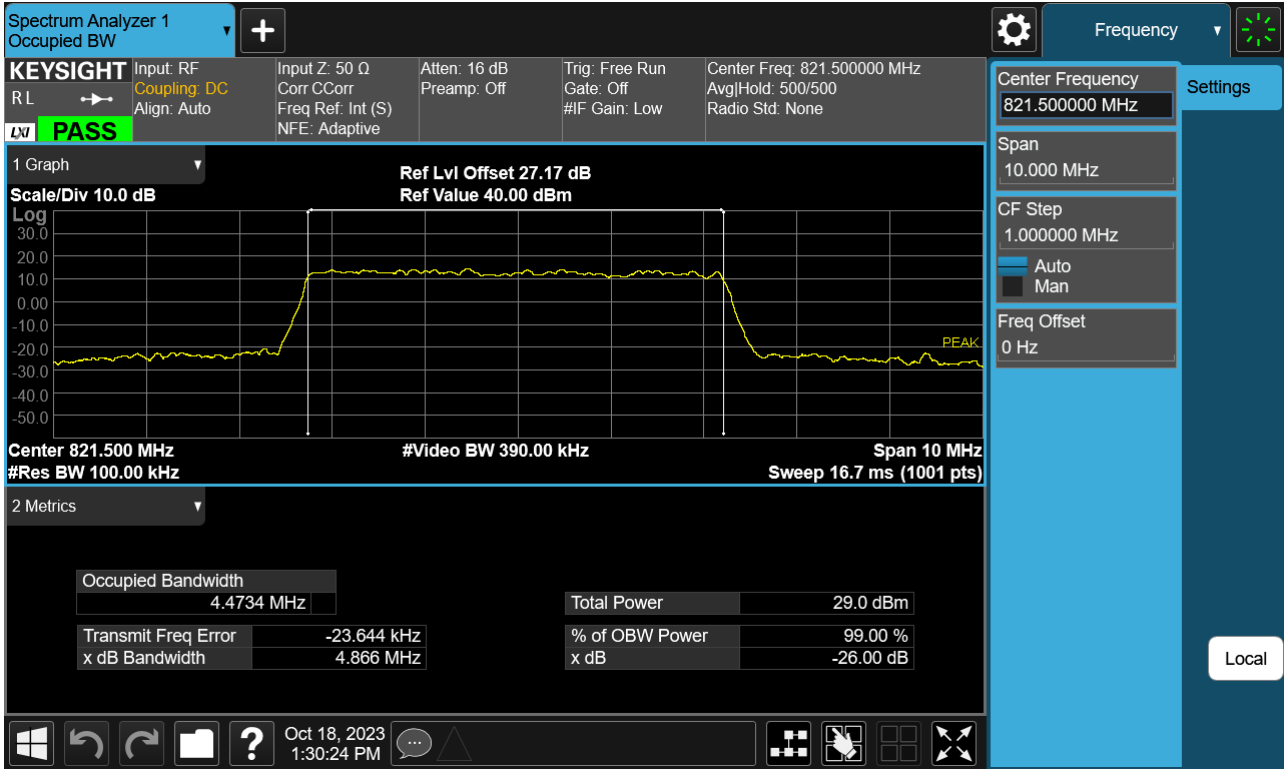 Spectrum Analyzer 1
Occupied BW
Frequency
KEYSIGHT
R L
LXI PASS
Input: RF
Coupling: DC
Align: Auto
Input Z: 50 Ω
Corr CCorr
Freq Ref: Int (S)
NFE: Adaptive
Atten: 16 dB
Preamp: Off
Trig: Free Run
Gate: Off
#IF Gain: Low
Center Freq: 821.500000 MHz
Avg|Hold: 500/500
Radio Std: None
Center Frequency
821.500000 MHz
Settings
Span
10.000 MHz
CF Step
1.000000 MHz
Auto
Man
Freq Offset
0 Hz
Local
1 Graph
Scale/Div 10.0 dB
Ref Lvl Offset 27.17 dB
Ref Value 40.00 dBm
Log
30.0
20.0
10.0
0.00
-10.0
-20.0
-30.0
-40.0
-50.0
PEAK
Center 821.500 MHz
#Video BW 390.00 kHz
Span 10 MHz
#Res BW 100.00 kHz
Sweep 16.7 ms (1001 pts)
2 Metrics
Occupied Bandwidth
4.4734 MHz
Total Power 29.0 dBm
Transmit Freq Error -23.644 kHz
% of OBW Power 99.00 %
x dB Bandwidth 4.866 MHz
x dB -26.00 dB
?
Oct 18, 2023
1:30:24 PM